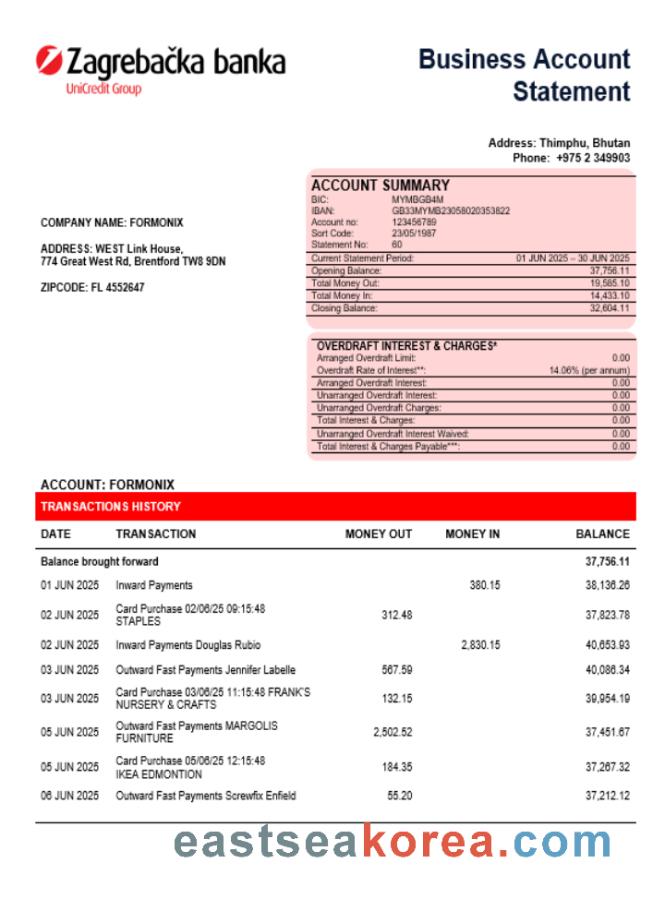 Zagrebačka banka
UniCredit Group
Business Account
Statement
Address: Thimphu, Bhutan
Phone: +975 2 349903
ACCOUNT SUMMARY
BIC: MYMBGB4M
IBAN: GB33MYMB23058020353822
Account no: 123456789
Sort Code: 23/05/1987
Statement No: 60
Current Statement Period: 01 JUN 2025 – 30 JUN 2025
Opening Balance: 37,756.11
Total Money Out: 19,585.10
Total Money In: 14,433.10
Closing Balance: 32,604.11
COMPANY NAME: FORMONIX
ADDRESS: WEST Link House,
774 Great West Rd, Brentford TW8 9DN
ZIPCODE: FL 4552647
OVERDRAFT INTEREST & CHARGES*
Arranged Overdraft Limit: 0.00
Overdraft Rate of Interest**: 14.06% (per annum)
Arranged Overdraft Interest: 0.00
Unarranged Overdraft Interest: 0.00
Unarranged Overdraft Charges: 0.00
Total Interest & Charges: 0.00
Unarranged Overdraft Interest Waived: 0.00
Total Interest & Charges Payable***: 0.00
ACCOUNT: FORMONIX
TRANSACTIONS HISTORY
DATE TRANSACTION MONEY OUT MONEY IN BALANCE
Balance brought forward 37,756.11
01 JUN 2025 Inward Payments 380.15 38,136.26
02 JUN 2025 Card Purchase 02/06/25 09:15:48
STAPLES 312.48 37,823.78
02 JUN 2025 Inward Payments Douglas Rubio 2,830.15 40,653.93
03 JUN 2025 Outward Fast Payments Jennifer Labelle 567.59 40,086.34
03 JUN 2025 Card Purchase 03/06/25 11:15:48 FRANK'S
NURSERY & CRAFTS 132.15 39,954.19
05 JUN 2025 Outward Fast Payments MARGOLIS
FURNITURE 2,502.52 37,451.67
05 JUN 2025 Card Purchase 05/06/25 12:15:48
IKEA EDMONTION 184.35 37,267.32
06 JUN 2025 Outward Fast Payments Screwfix Enfield 55.20 37,212.12
eastseakorea.com